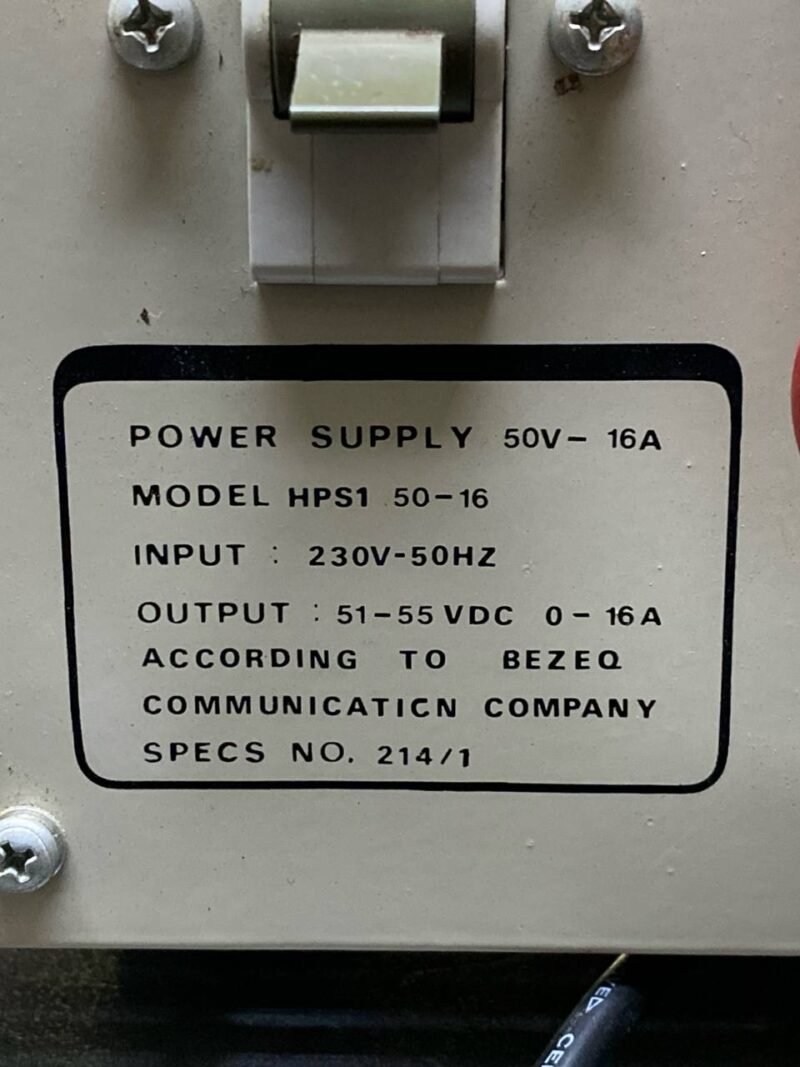 POWER SUPPLY 50V- 16A
MODEL HPS1 50-16
INPUT : 230V-50HZ
OUTPUT : 51-55 VDC 0-16A
ACCORDING TO BEZEQ
COMMUNICATICN COMPANY
SPECS NO. 214/1